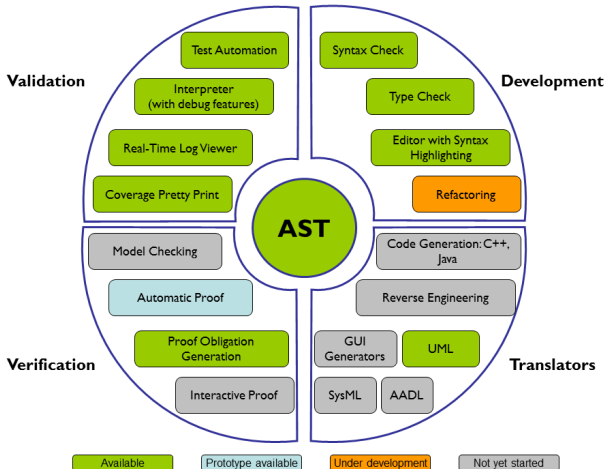 Validation
Test Automation
Interpreter
(with debug features)
Real-Time Log Viewer
Coverage Pretty Print
Development
Syntax Check
Type Check
Editor with Syntax
Highlighting
Refactoring
AST
Verification
Model Checking
Automatic Proof
Proof Obligation
Generation
Interactive Proof
Translators
Code Generation: C++,
Java
Reverse Engineering
GUI
Generators
UML
SysML
AADL
Available
Prototype available
Under development
Not yet started